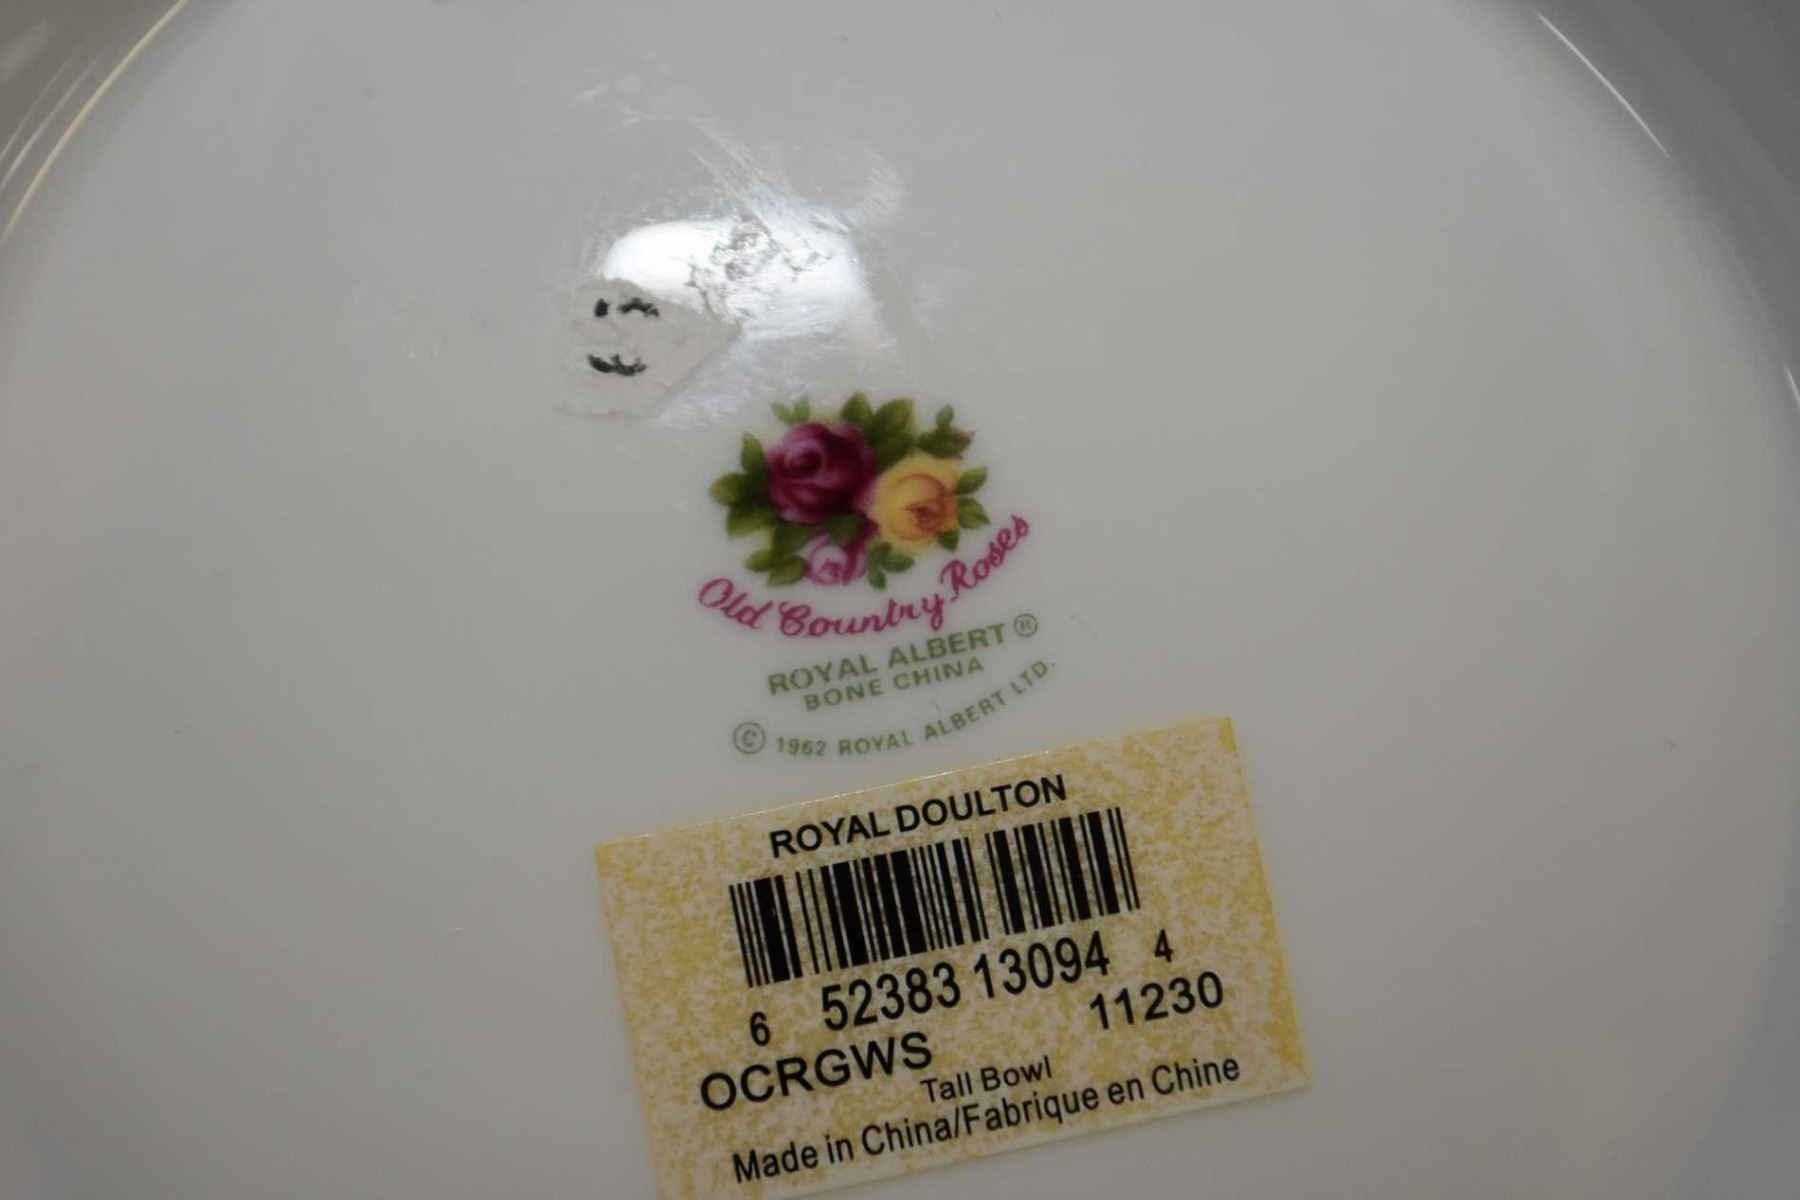 Old Country Roses
ROYAL ALBERT ®
BONE CHINA
© 1962 ROYAL ALBERT LTD.
ROYAL DOULTON
6 52383 13094 4
OCRGWS 11230
Tall Bowl
Made in China/Fabrique en Chine